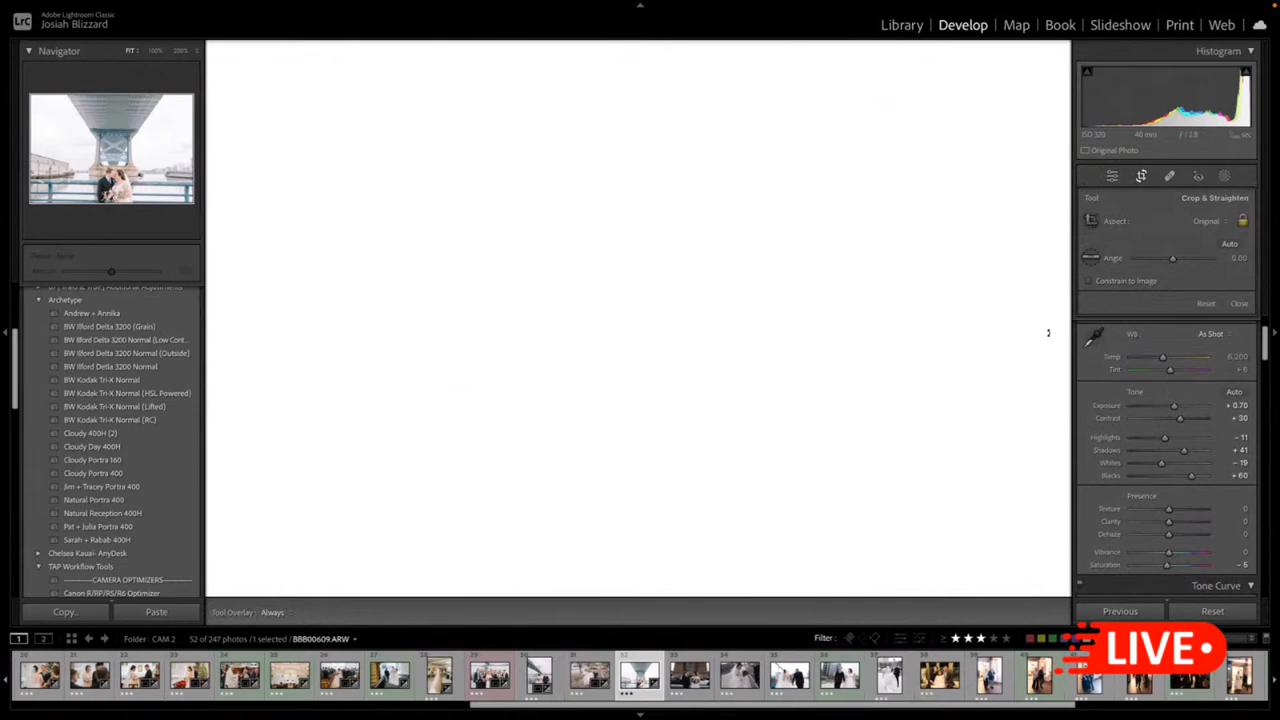 LrC
Adobe Lightroom Classic
Josiah Blizzard
Library | Develop | Map | Book | Slideshow | Print | Web
Navigator
FIT
100%
200%
Archetype
Andrew + Annika
BW Ilford Delta 3200 (Grain)
BW Ilford Delta 3200 Normal (Low Cont...
BW Ilford Delta 3200 Normal (Outside)
BW Ilford Delta 3200 Normal
BW Kodak Tri-X Normal
BW Kodak Tri-X Normal (HSL Powered)
BW Kodak Tri-X Normal (Lifted)
BW Kodak Tri-X Normal (RC)
Cloudy 400H (2)
Cloudy Day 400H
Cloudy Portra 160
Cloudy Portra 400
Jim + Tracey Portra 400
Natural Portra 400
Natural Reception 400H
Pat + Julia Portra 400
Sarah + Rabab 400H
Chelsea Kauai- AnyDesk
TAP Workflow Tools
----------CAMERA OPTIMIZERS----------
Canon R/RP/R5/R6 Optimizer
Copy...
Paste
Tool Overlay: Always
Histogram
ISO 320
40 mm
f / 2.8
sec
Original Photo
Tool
Crop & Straighten
Aspect:
Original
Auto
Angle
0.00
Constrain to Image
Reset
Close
WB:
As Shot
Temp
6,200
Tint
+ 6
Tone
Auto
Exposure
+ 0.70
Contrast
+ 30
Highlights
– 11
Shadows
+ 41
Whites
– 19
Blacks
+ 60
Presence
Texture
0
Clarity
0
Dehaze
0
Vibrance
0
Saturation
– 5
Tone Curve
Previous
Reset
1
2
Folder : CAM 2
52 of 247 photos / 1 selected / BBB00609.ARW
Filter :
LIVE